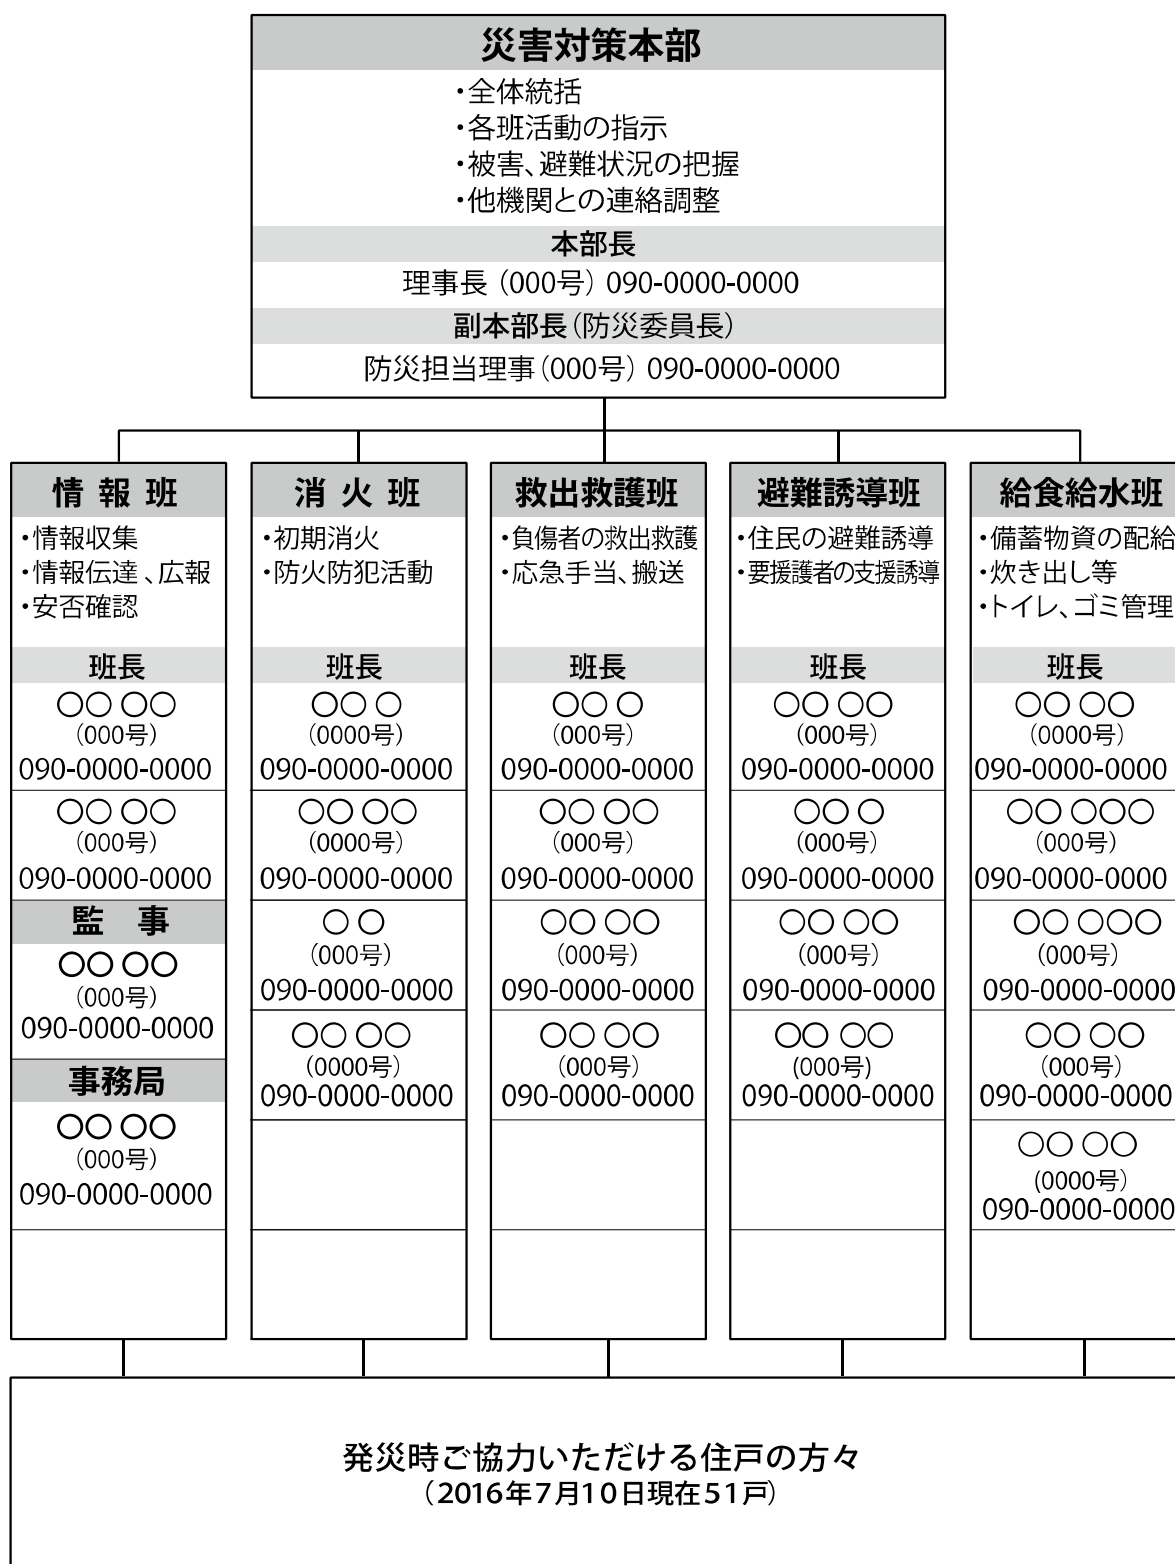 災害対策本部
・全体統括
・各班活動の指示
・被害、避難状況の把握
・他機関との連絡調整
本部長
理事長（000号）090-0000-0000
副本部長（防災委員長）
防災担当理事（000号）090-0000-0000
情報班
・情報収集
・情報伝達、広報
・安否確認
班長
○○ ○○
（000号）
090-0000-0000
○○ ○○
（000号）
090-0000-0000
監　事
○○ ○○
（000号）
090-0000-0000
事務局
○○ ○○
（000号）
090-0000-0000
消火班
・初期消火
・防火防犯活動
班長
○○ ○
（0000号）
090-0000-0000
○○ ○○
（0000号）
090-0000-0000
○ ○
（000号）
090-0000-0000
○○ ○○
（0000号）
090-0000-0000
救出救護班
・負傷者の救出救護
・応急手当、搬送
班長
○○ ○
（000号）
090-0000-0000
○○ ○○
（000号）
090-0000-0000
○○ ○○
（000号）
090-0000-0000
○○ ○○
（000号）
090-0000-0000
避難誘導班
・住民の避難誘導
・要援護者の支援誘導
班長
○○ ○○
（000号）
090-0000-0000
○○ ○
（000号）
090-0000-0000
○○ ○○
（000号）
090-0000-0000
○○ ○○
(000号)
090-0000-0000
給食給水班
・備蓄物資の配給
・炊き出し等
・トイレ、ゴミ管理
班長
○○ ○○
（0000号）
090-0000-0000
○○ ○○○
（000号）
090-0000-0000
○○ ○○○
（000号）
090-0000-0000
○○ ○○
（000号）
090-0000-0000
○○ ○○
(0000号）
090-0000-0000
発災時ご協力いただける住戸の方々
（2016年7月10日現在51戸）